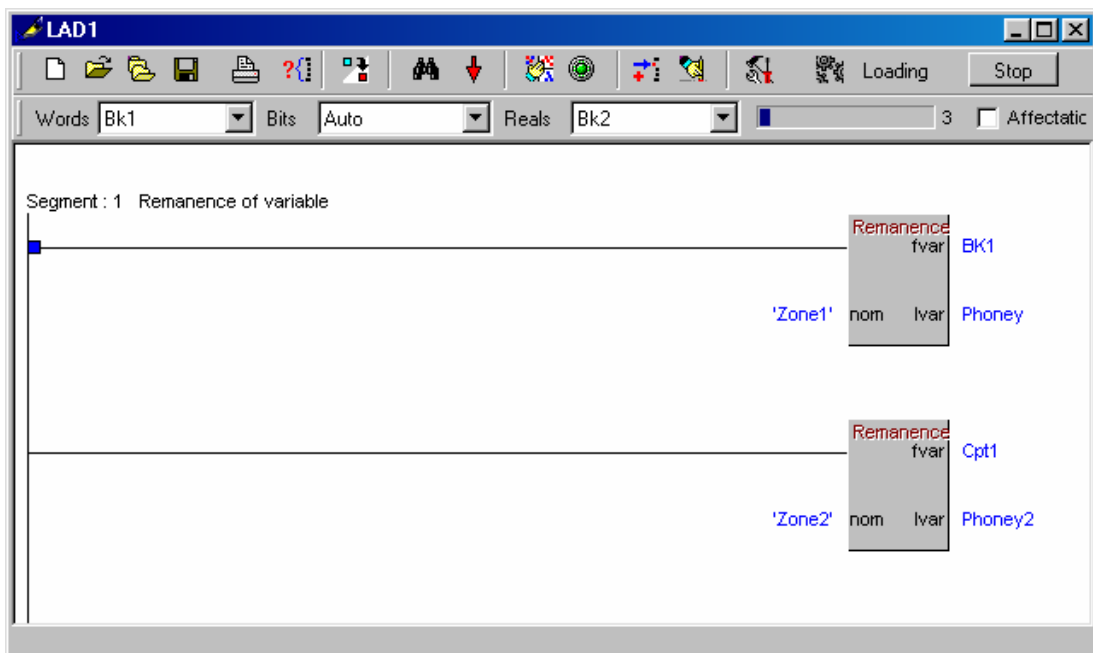 LAD1
Loading Stop
Words Bk1 Bits Auto Reals Bk2 3 Affectatic
Segment : 1 Remanence of variable
Remanence
fvar BK1
'Zone1' nom lvar Phoney
Remanence
fvar Cpt1
'Zone2' nom lvar Phoney2